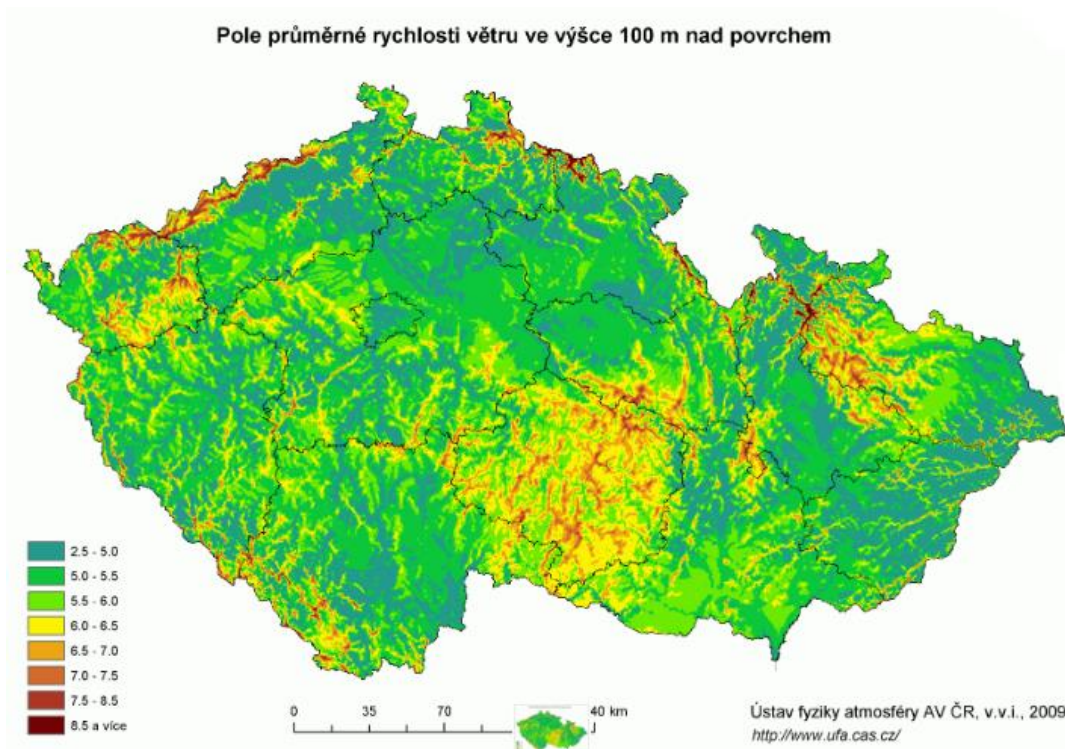 Pole průměrné rychlosti větru ve výšce 100 m nad povrchem
2.5 - 5.0
5.0 - 5.5
5.5 - 6.0
6.0 - 6.5
6.5 - 7.0
7.0 - 7.5
7.5 - 8.5
8.5 a více
0 35 70 40 km
Ústav fyziky atmosféry AV ČR, v.v.i., 2009
http://www.ufa.cas.cz/